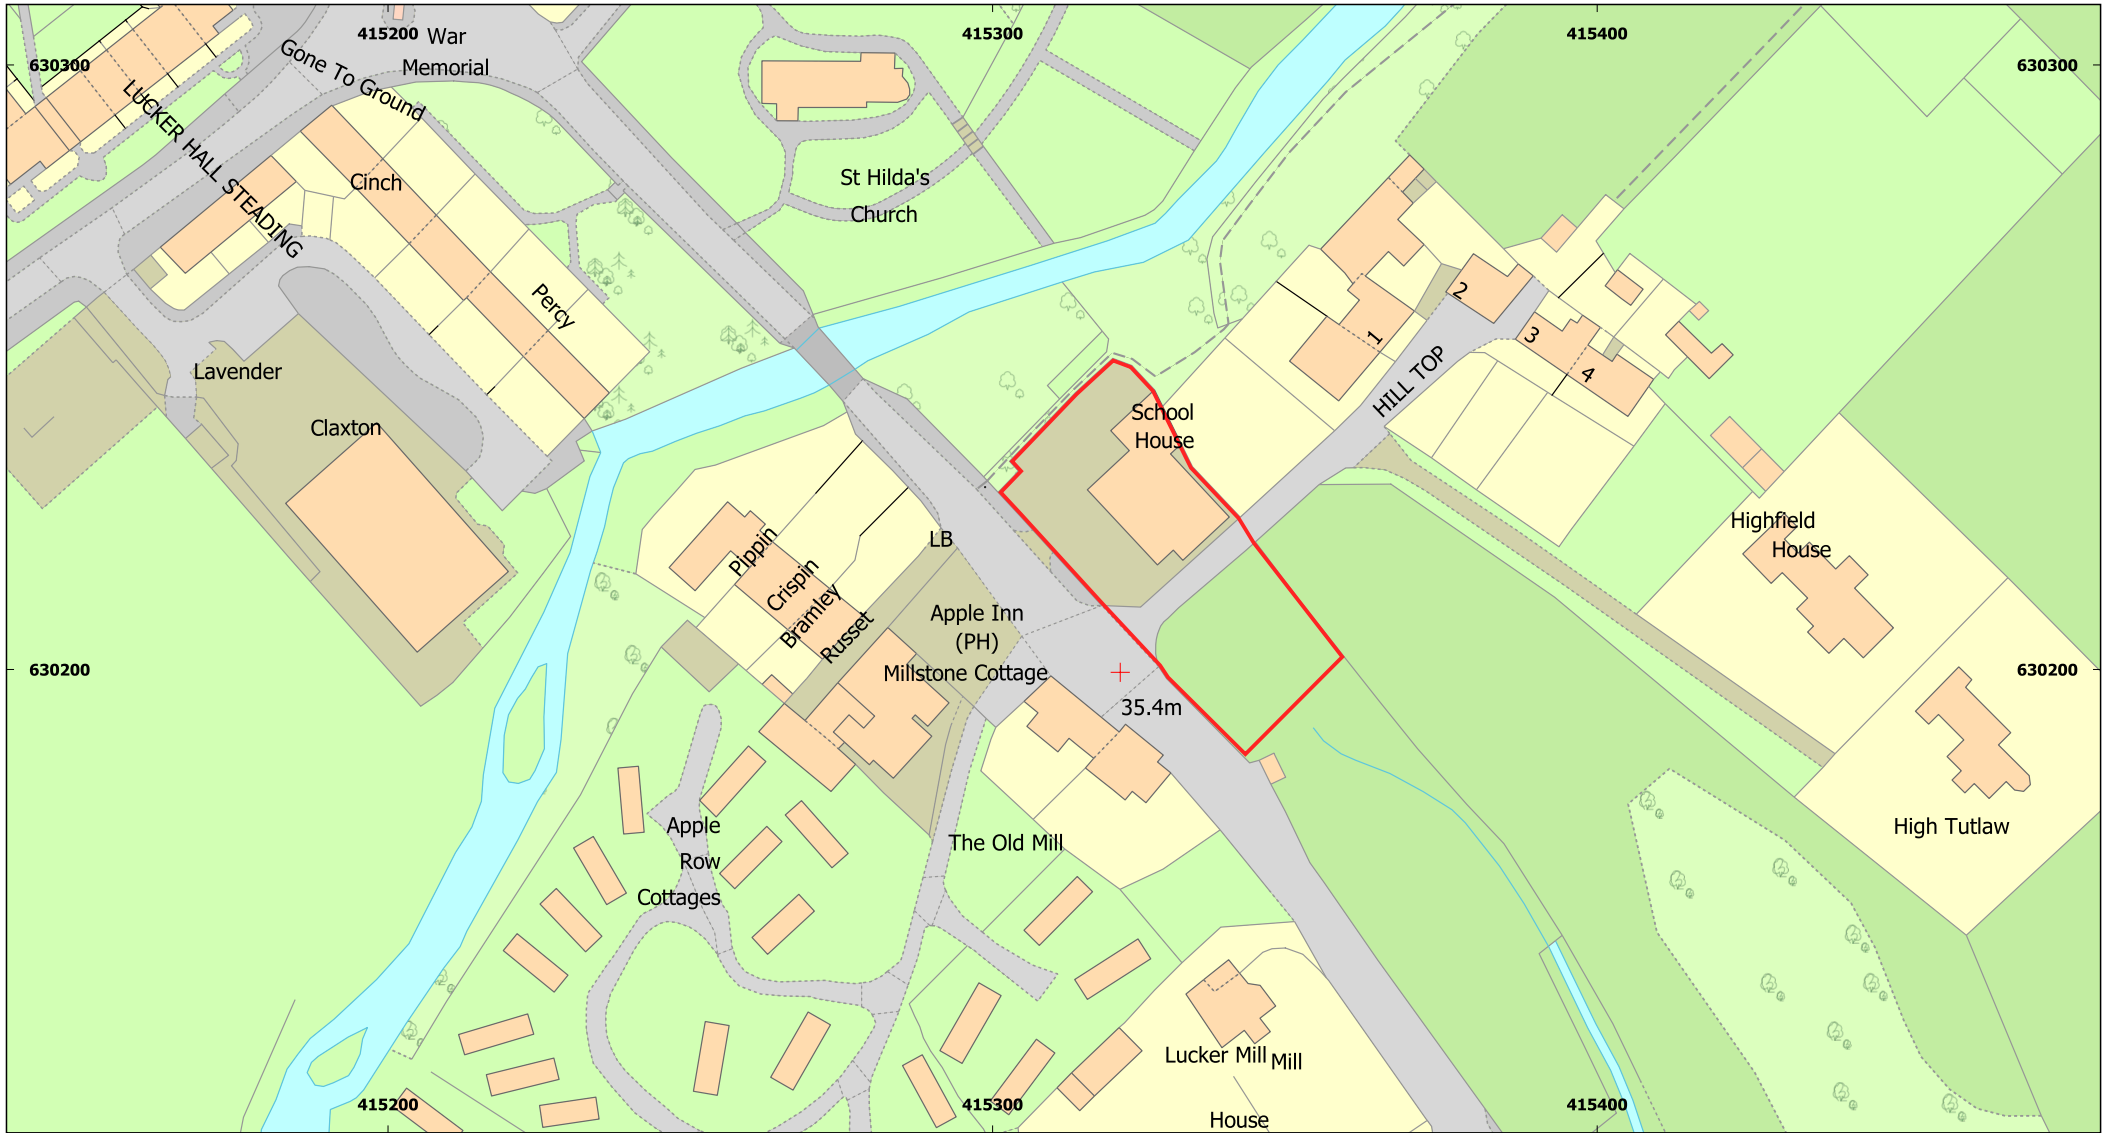 415200
415300
415400
War
Memorial
630300
630300
Gone To Ground
LUCKER HALL STEADING
Cinch
St Hilda's
Church
Percy
2
1
3
4
HILL TOP
Lavender
Claxton
School
House
Highfield
House
LB
Pippin
Crispin
Bramley
Russet
Apple Inn
(PH)
Millstone Cottage
630200
630200
35.4m
Apple
Row
Cottages
The Old Mill
High Tutlaw
Lucker Mill
Mill
House
415200
415300
415400